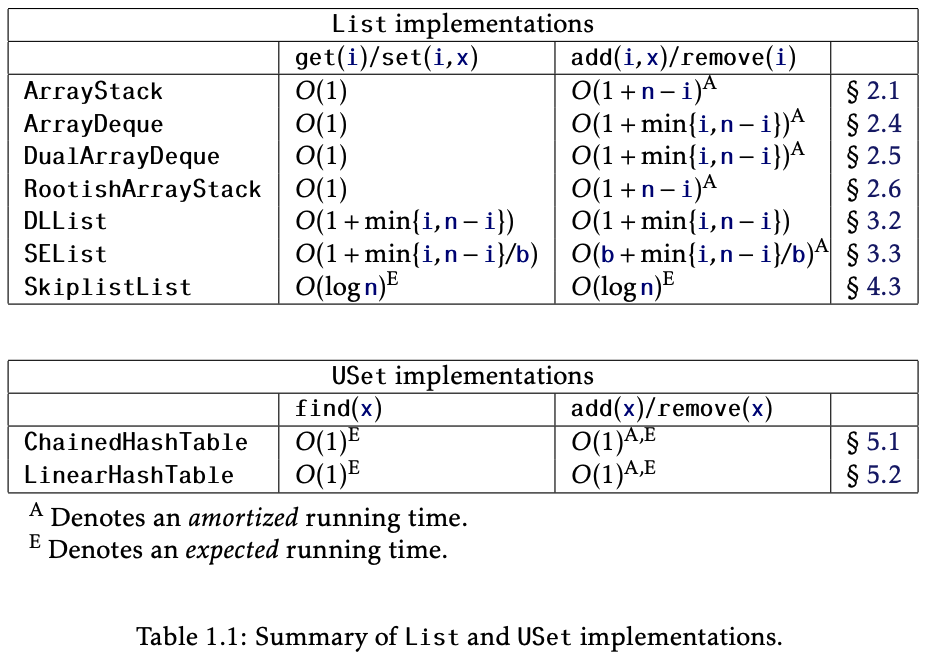 List implementations
get(i)/set(i,x) add(i,x)/remove(i)
ArrayStack O(1) O(1 + n − i)ᴬ § 2.1
ArrayDeque O(1) O(1 + min{i,n − i})ᴬ § 2.4
DualArrayDeque O(1) O(1 + min{i,n − i})ᴬ § 2.5
RootishArrayStack O(1) O(1 + n − i)ᴬ § 2.6
DLList O(1 + min{i,n − i}) O(1 + min{i,n − i}) § 3.2
SEList O(1 + min{i,n − i}/b) O(b + min{i,n − i}/b)ᴬ § 3.3
SkiplistList O(log n)ᴱ O(log n)ᴱ § 4.3
USet implementations
find(x) add(x)/remove(x)
ChainedHashTable O(1)ᴱ O(1)ᴬ,ᴱ § 5.1
LinearHashTable O(1)ᴱ O(1)ᴬ,ᴱ § 5.2
ᴬ Denotes an amortized running time.
ᴱ Denotes an expected running time.
Table 1.1: Summary of List and USet implementations.